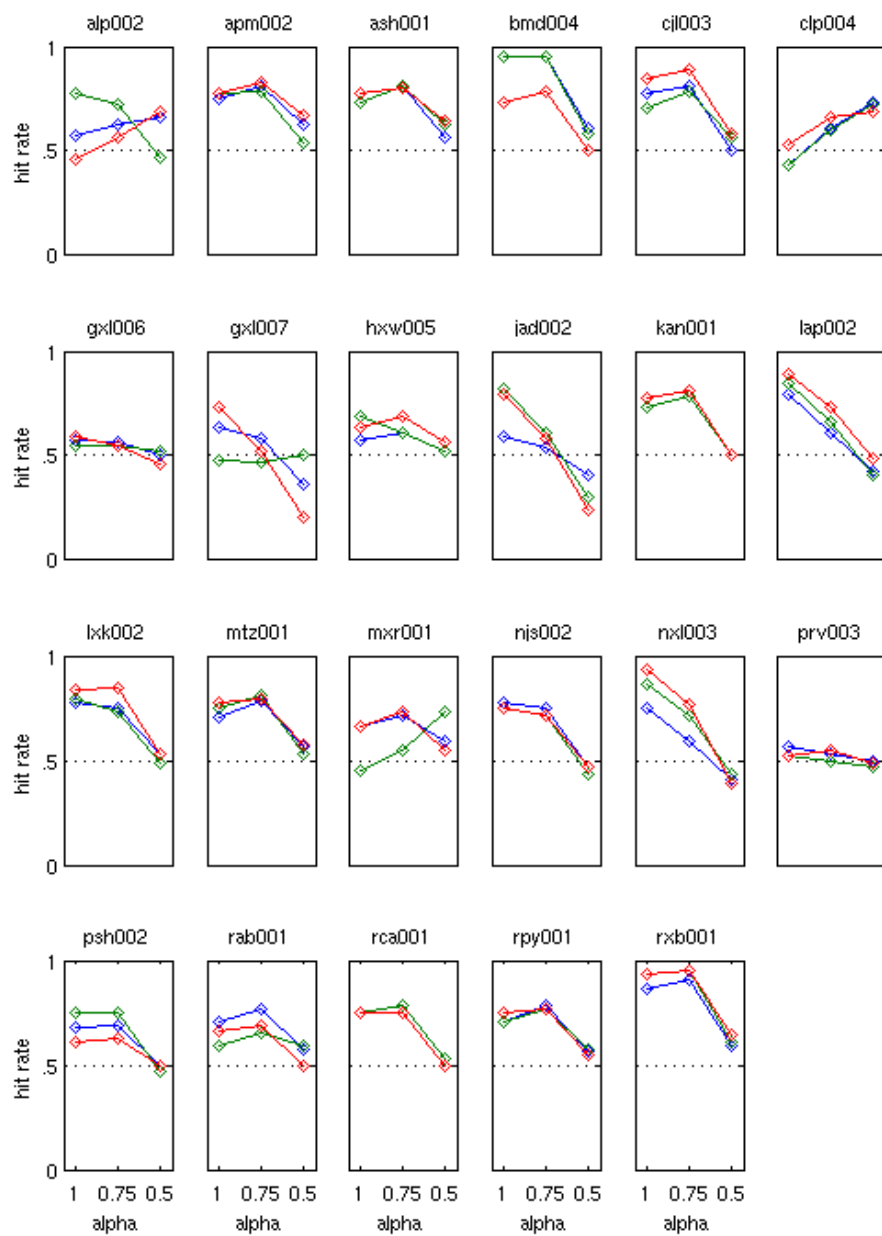 alp002 apm002 ash001 bmd004 cjl003 clp004
1
hit rate
.5
0
gxl006 gxl007 hxw005 jad002 kan001 lap002
1
hit rate
.5
0
lxk002 mtz001 mxr001 njs002 nxl003 prv003
1
hit rate
.5
0
psh002 rab001 rca001 rpy001 rxb001
1
hit rate
.5
0
1 0.75 0.5 1 0.75 0.5 1 0.75 0.5 1 0.75 0.5 1 0.75 0.5
alpha alpha alpha alpha alpha